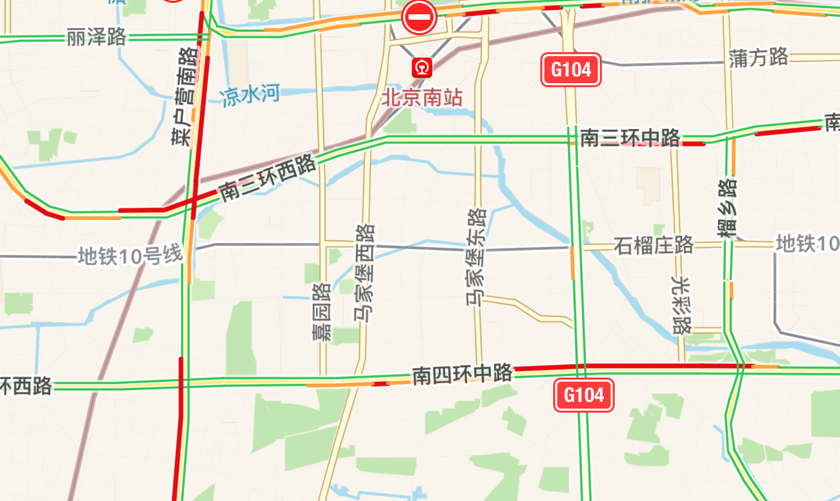 丽泽路
菜户营南路
凉水河
北京南站
G104
蒲方路
南三环中路
南
南三环西路
榴乡路
地铁10号线
马家堡西路
马家堡东路
石榴庄路
地铁10
嘉园路
光彩路
环西路
南四环中路
G104